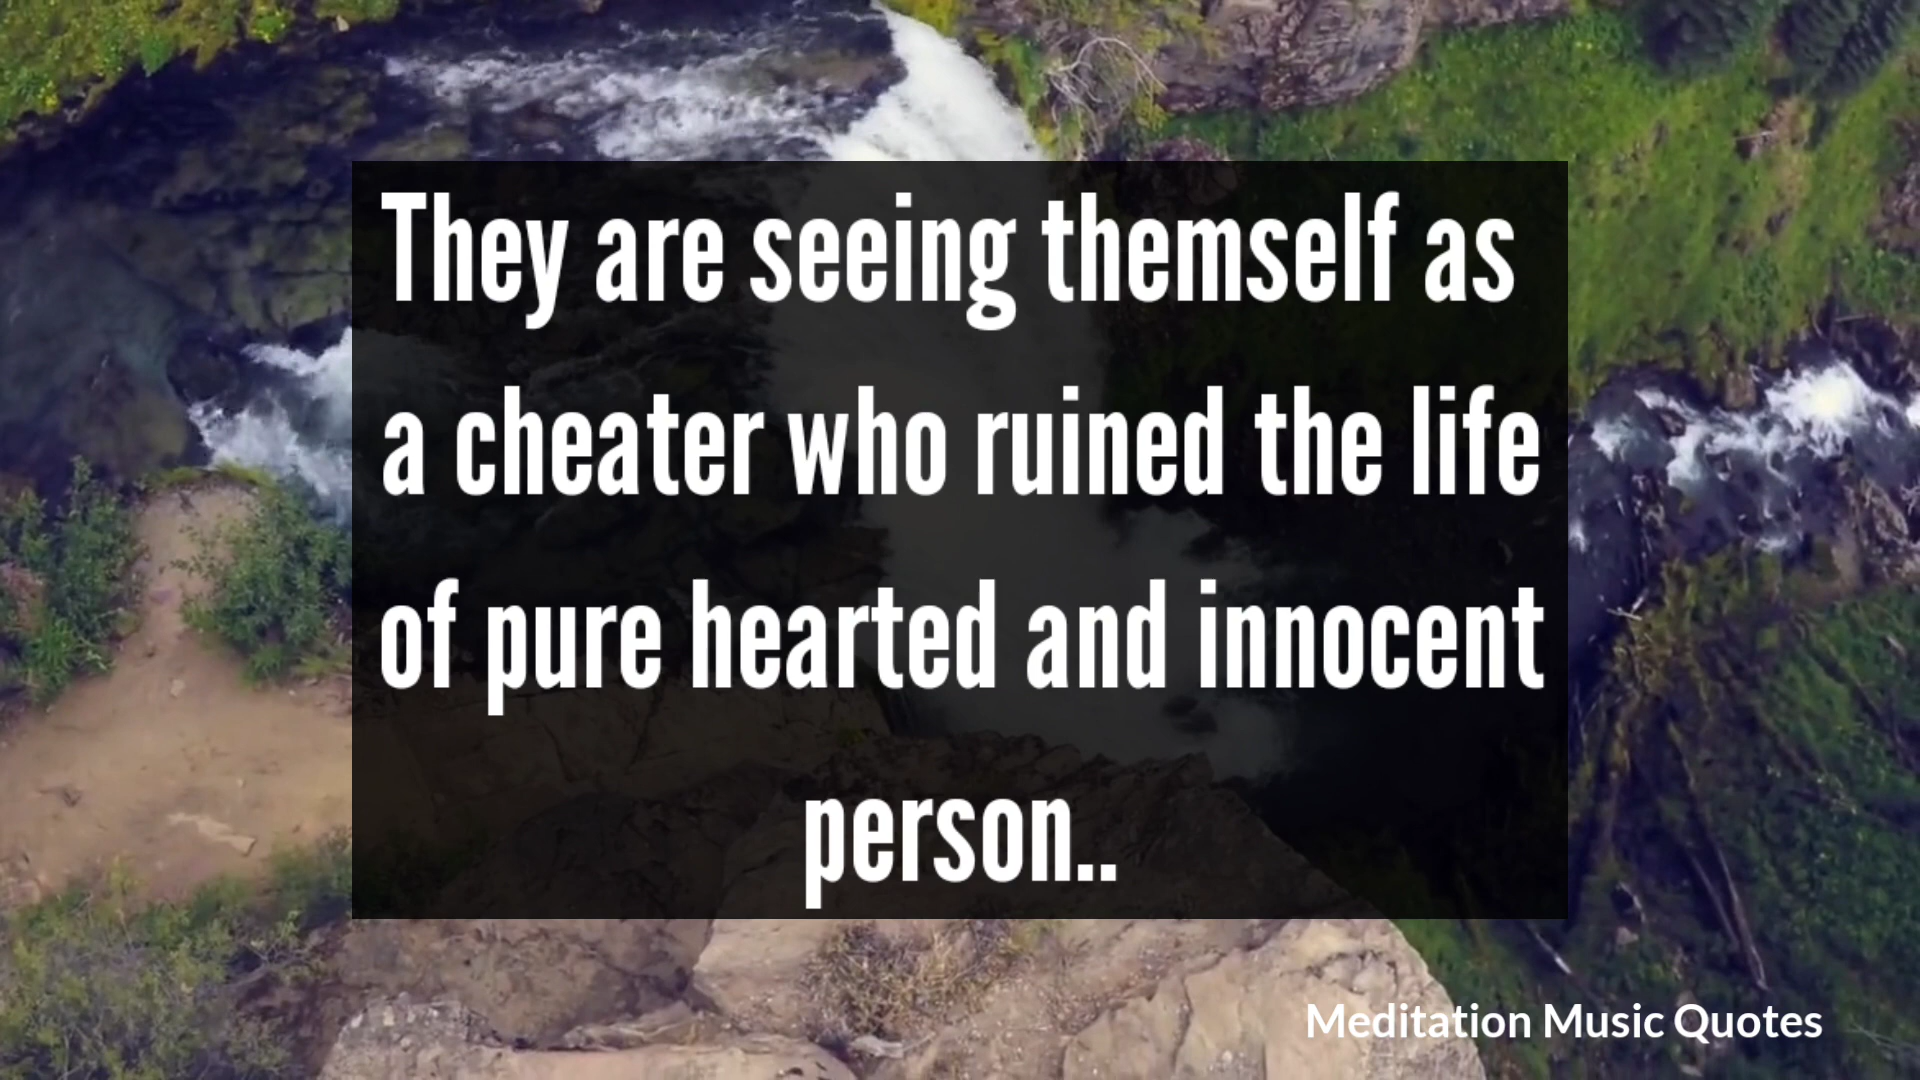 They are seeing themself as
a cheater who ruined the life
of pure hearted and innocent
person..
Meditation Music Quotes